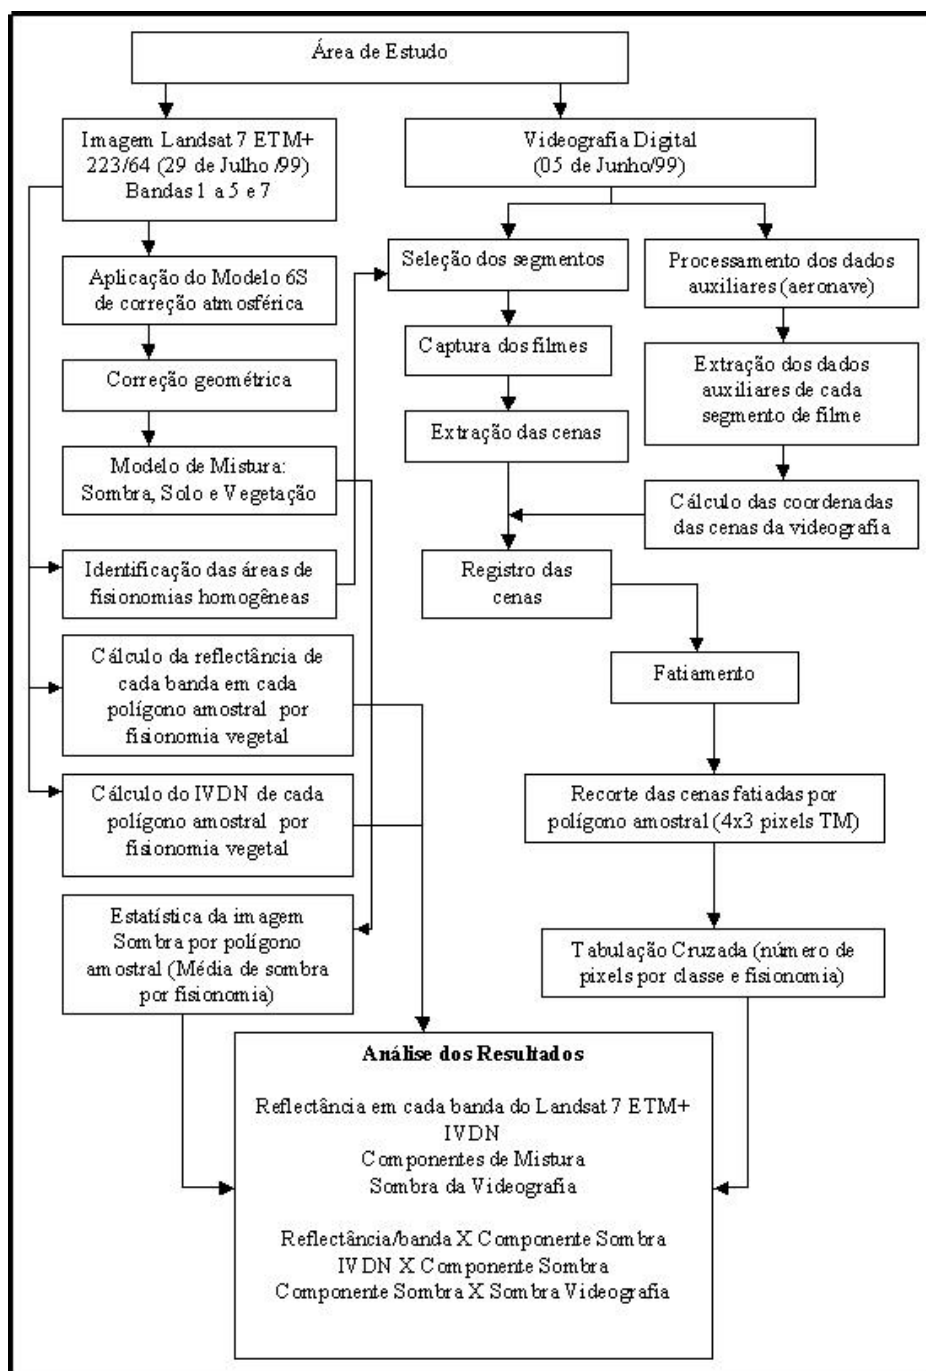 Área de Estudo
Imagem Landsat 7 ETM+
223/64 (29 de Julho /99)
Bandas 1 a 5 e 7
Videografia Digital
(05 de Junho/99)
Aplicação do Modelo 6S
de correção atmosférica
Correção geométrica
Modelo de Mistura:
Sombra, Solo e Vegetação
Identificação das áreas de
fisionomias homogêneas
Cálculo da reflectância de
cada banda em cada
polígono amostral por
fisionomia vegetal
Cálculo do IVDN de cada
polígono amostral por
fisionomia vegetal
Estatística da imagem
Sombra por polígono
amostral (Média de sombra
por fisionomia)
Seleção dos segmentos
Captura dos filmes
Extração das cenas
Processamento dos dados
auxiliares (aeronave)
Extração dos dados
auxiliares de cada
segmento de filme
Cálculo das coordenadas
das cenas da videografia
Registro das
cenas
Fatiamento
Recorte das cenas fatiadas por
polígono amostral (4x3 pixels TM)
Tabulação Cruzada (número de
pixels por classe e fisionomia)
Análise dos Resultados
Reflectância em cada banda do Landsat 7 ETM+
IVDN
Componentes de Mistura
Sombra da Videografia
Reflectância/banda X Componente Sombra
IVDN X Componente Sombra
Componente Sombra X Sombra Videografia